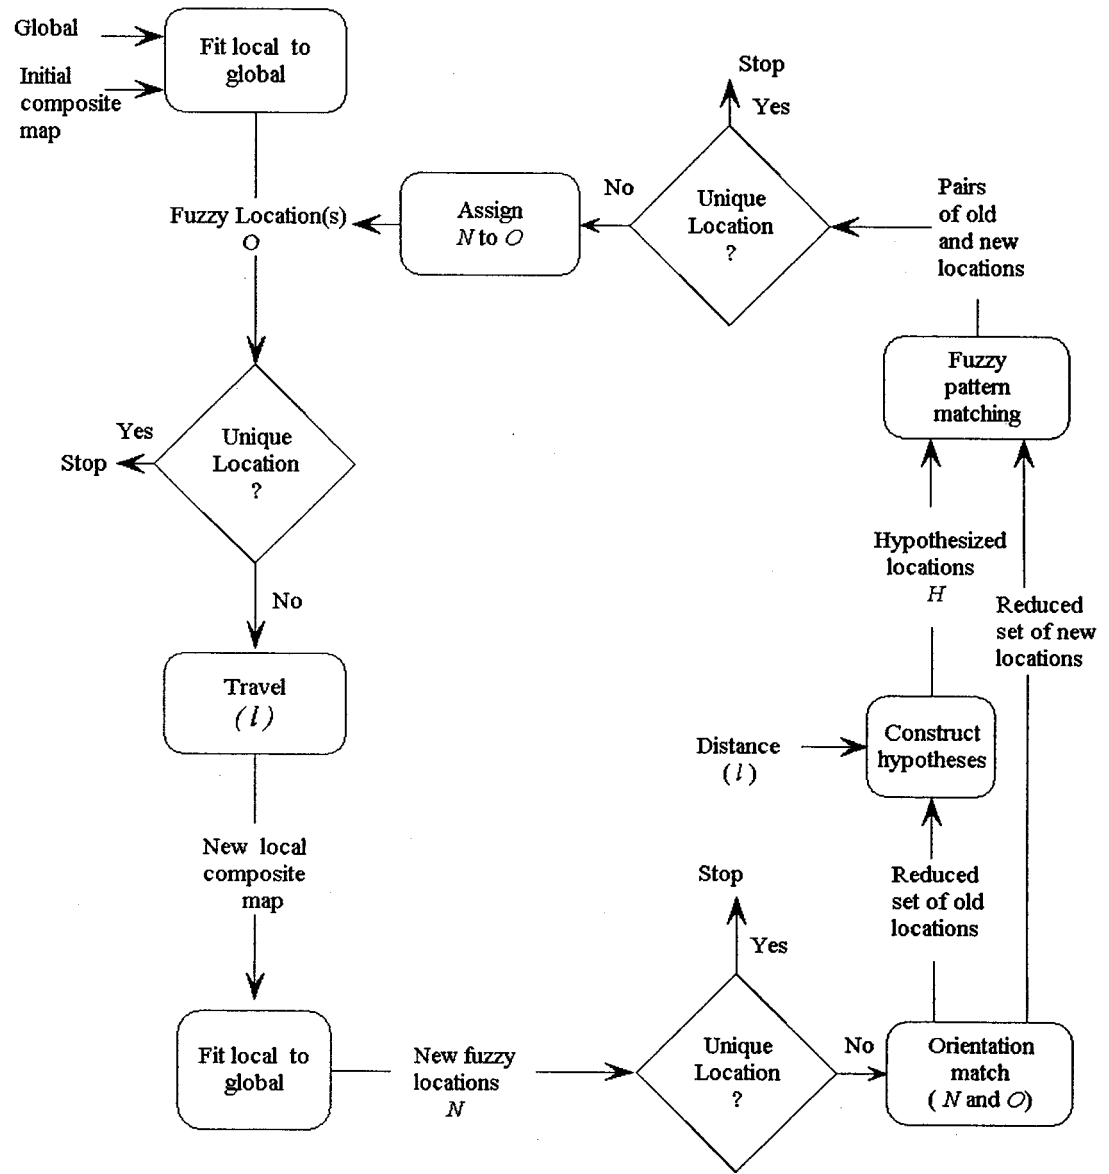 Global
Initial
composite
map
Fit local to
global
Stop
Yes
Unique
Location
?
No
Assign
N to O
Fuzzy Location(s)
O
Pairs
of old
and new
locations
Fuzzy
pattern
matching
Yes
Stop
Unique
Location
?
No
Hypothesized
locations
H
Reduced
set of new
locations
Travel
(l)
Distance
(l)
Construct
hypotheses
New local
composite
map
Stop
Yes
Reduced
set of old
locations
Fit local to
global
New fuzzy
locations
N
Unique
Location
?
No
Orientation
match
( N and O)